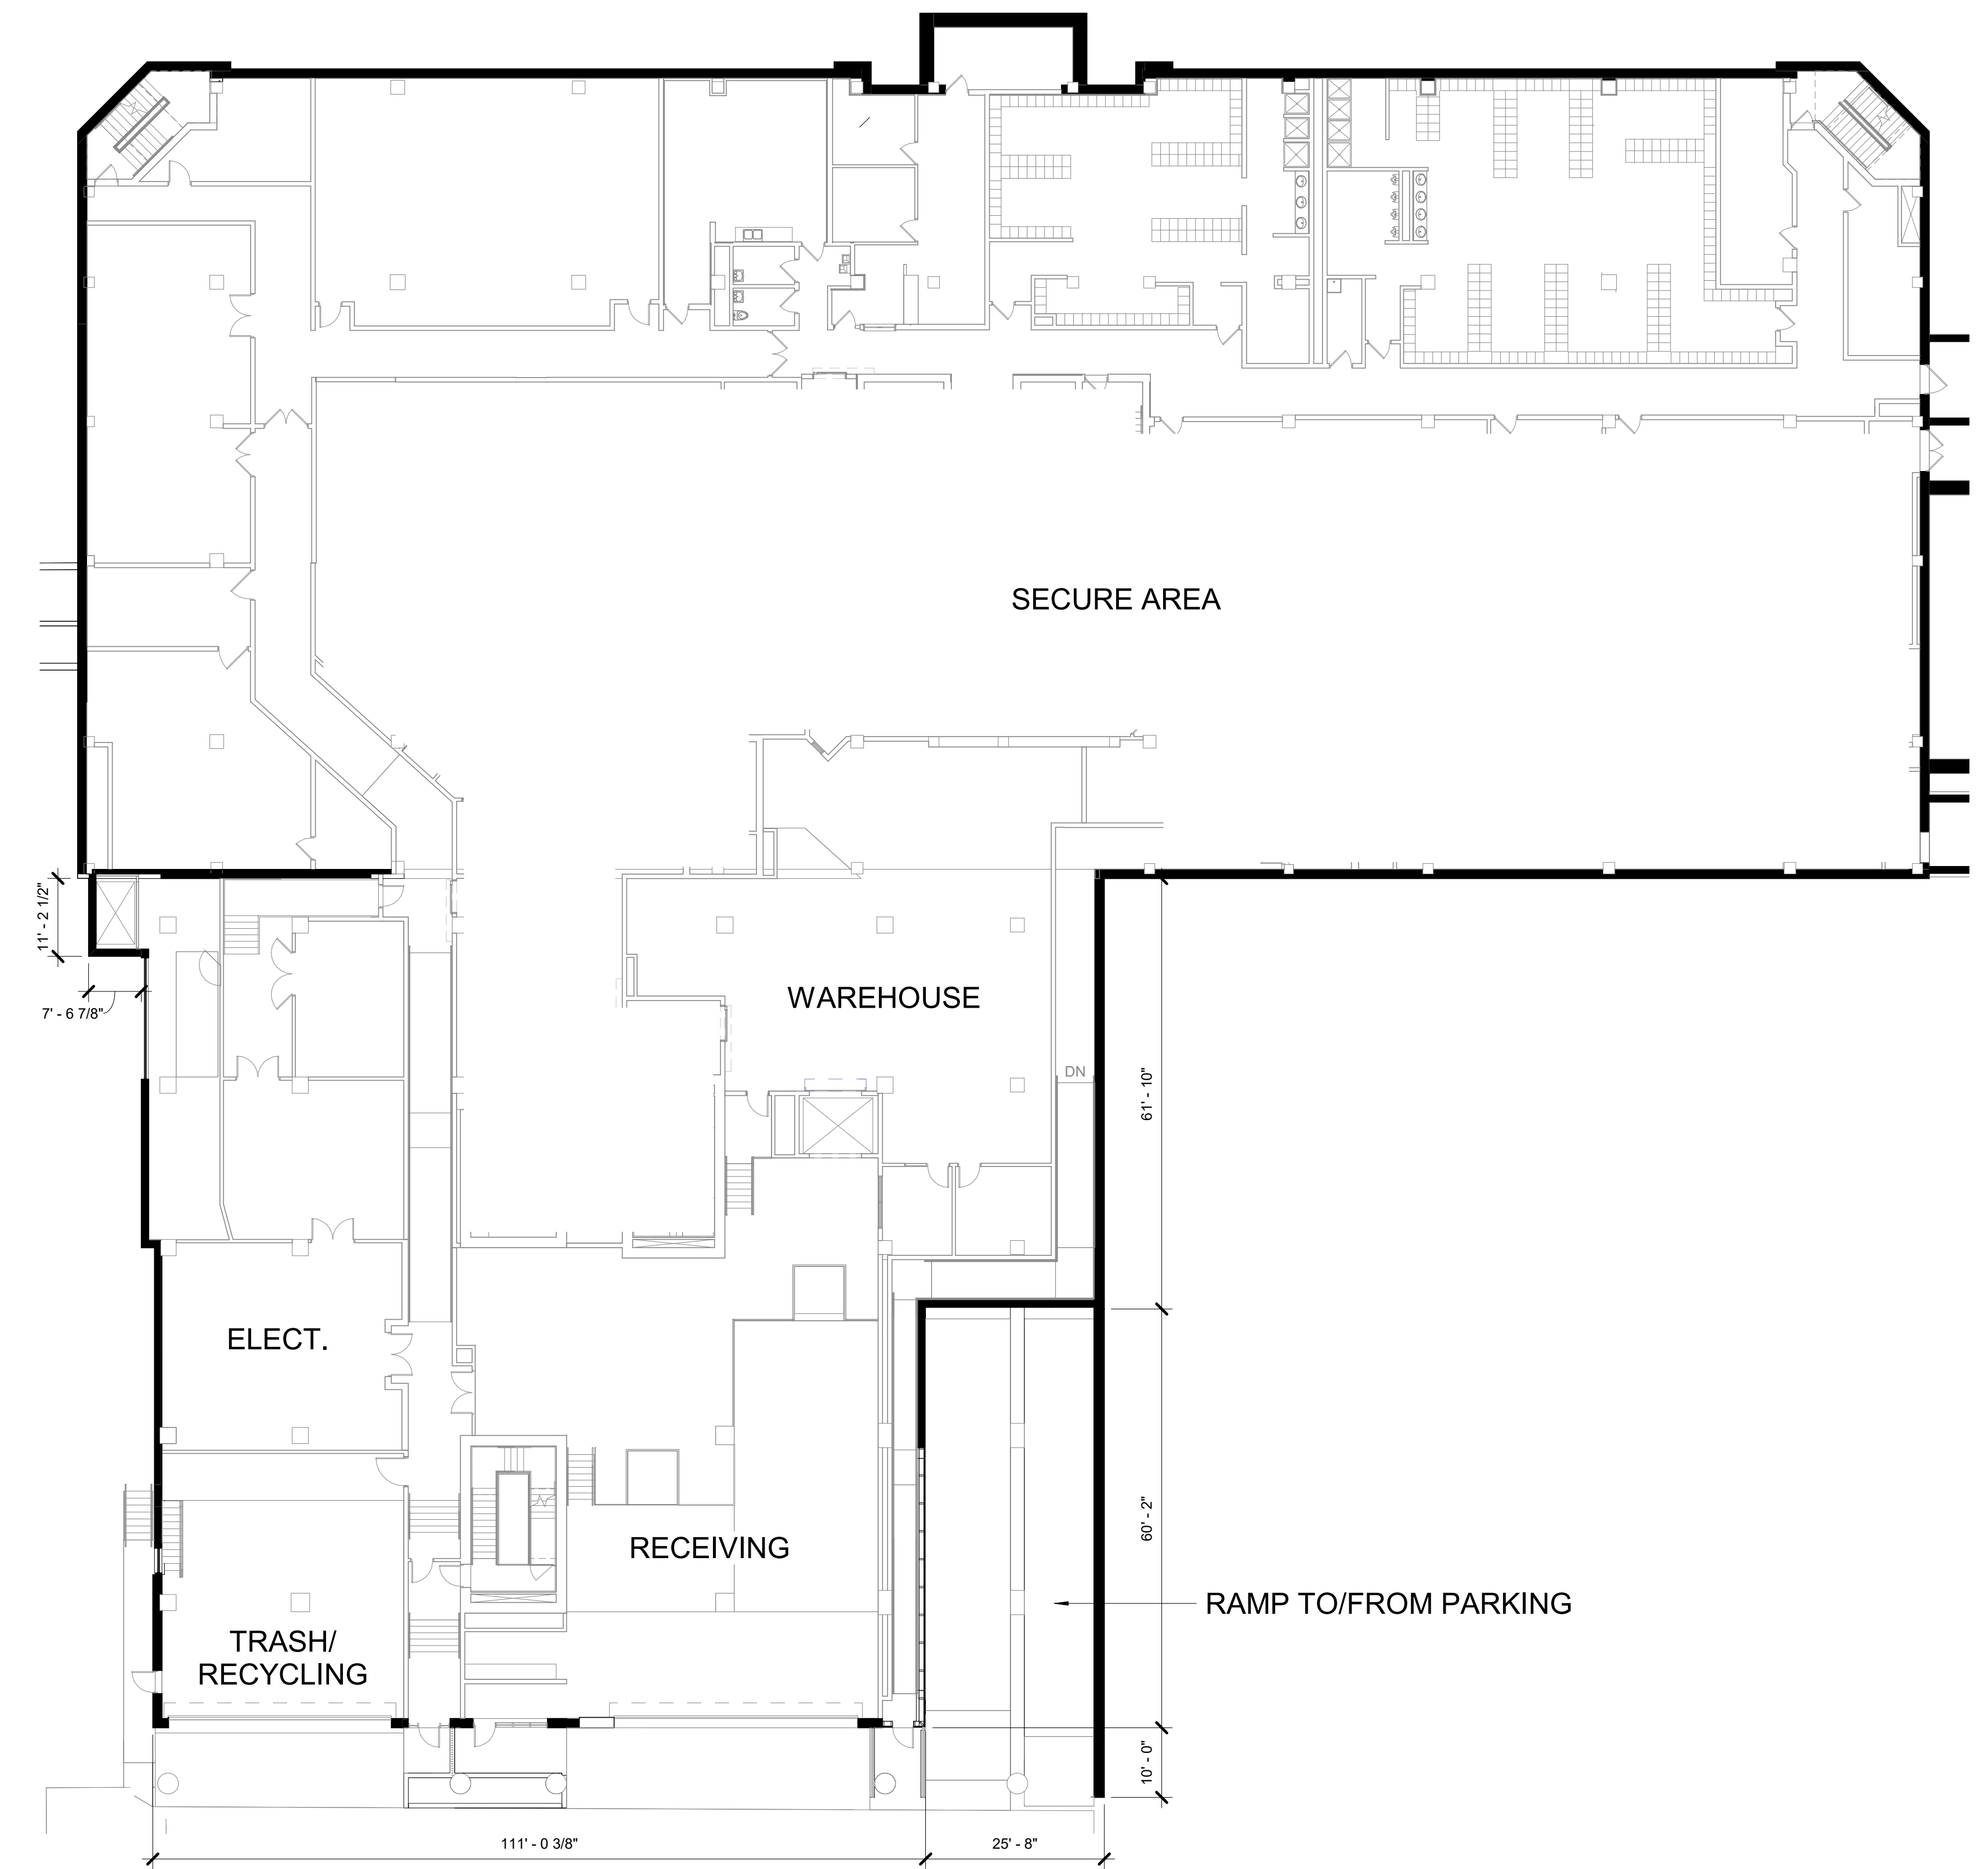 SECURE AREA
11' - 2 1/2"
7' - 6 7/8"
WAREHOUSE
DN
61' - 10"
ELECT.
60' - 2"
RECEIVING
RAMP TO/FROM PARKING
TRASH/
RECYCLING
10' - 0"
111' - 0 3/8"
25' - 8"